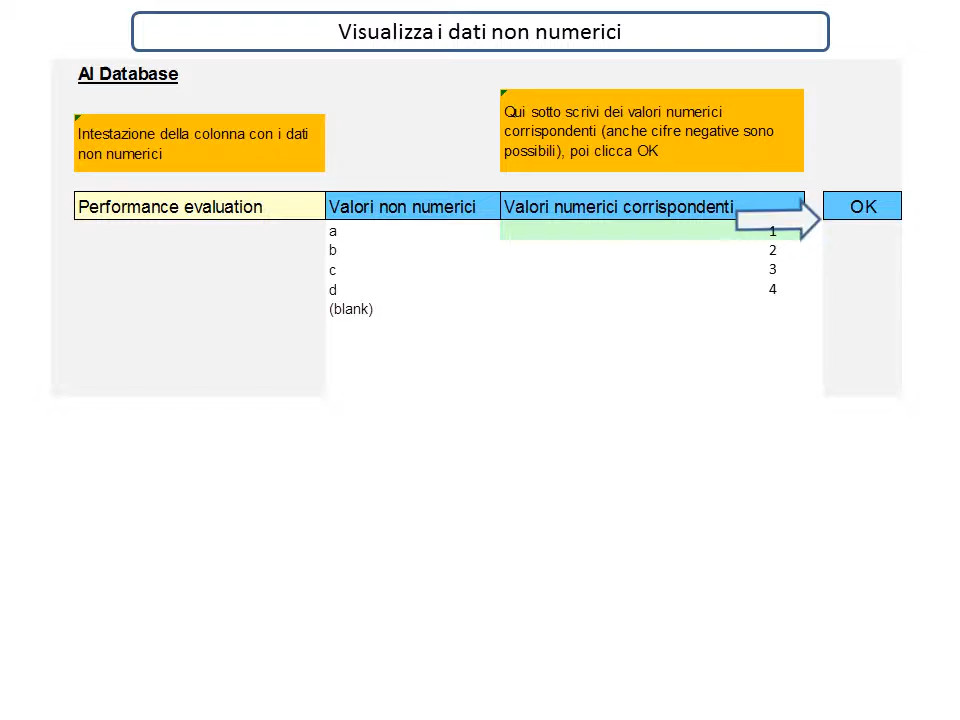 Visualizza i dati non numerici
AI Database
Intestazione della colonna con i dati
non numerici
Qui sotto scrivi dei valori numerici
corrispondenti (anche cifre negative sono
possibili), poi clicca OK
Performance evaluation Valori non numerici Valori numerici corrispondenti OK
a 1
b 2
c 3
d 4
(blank)